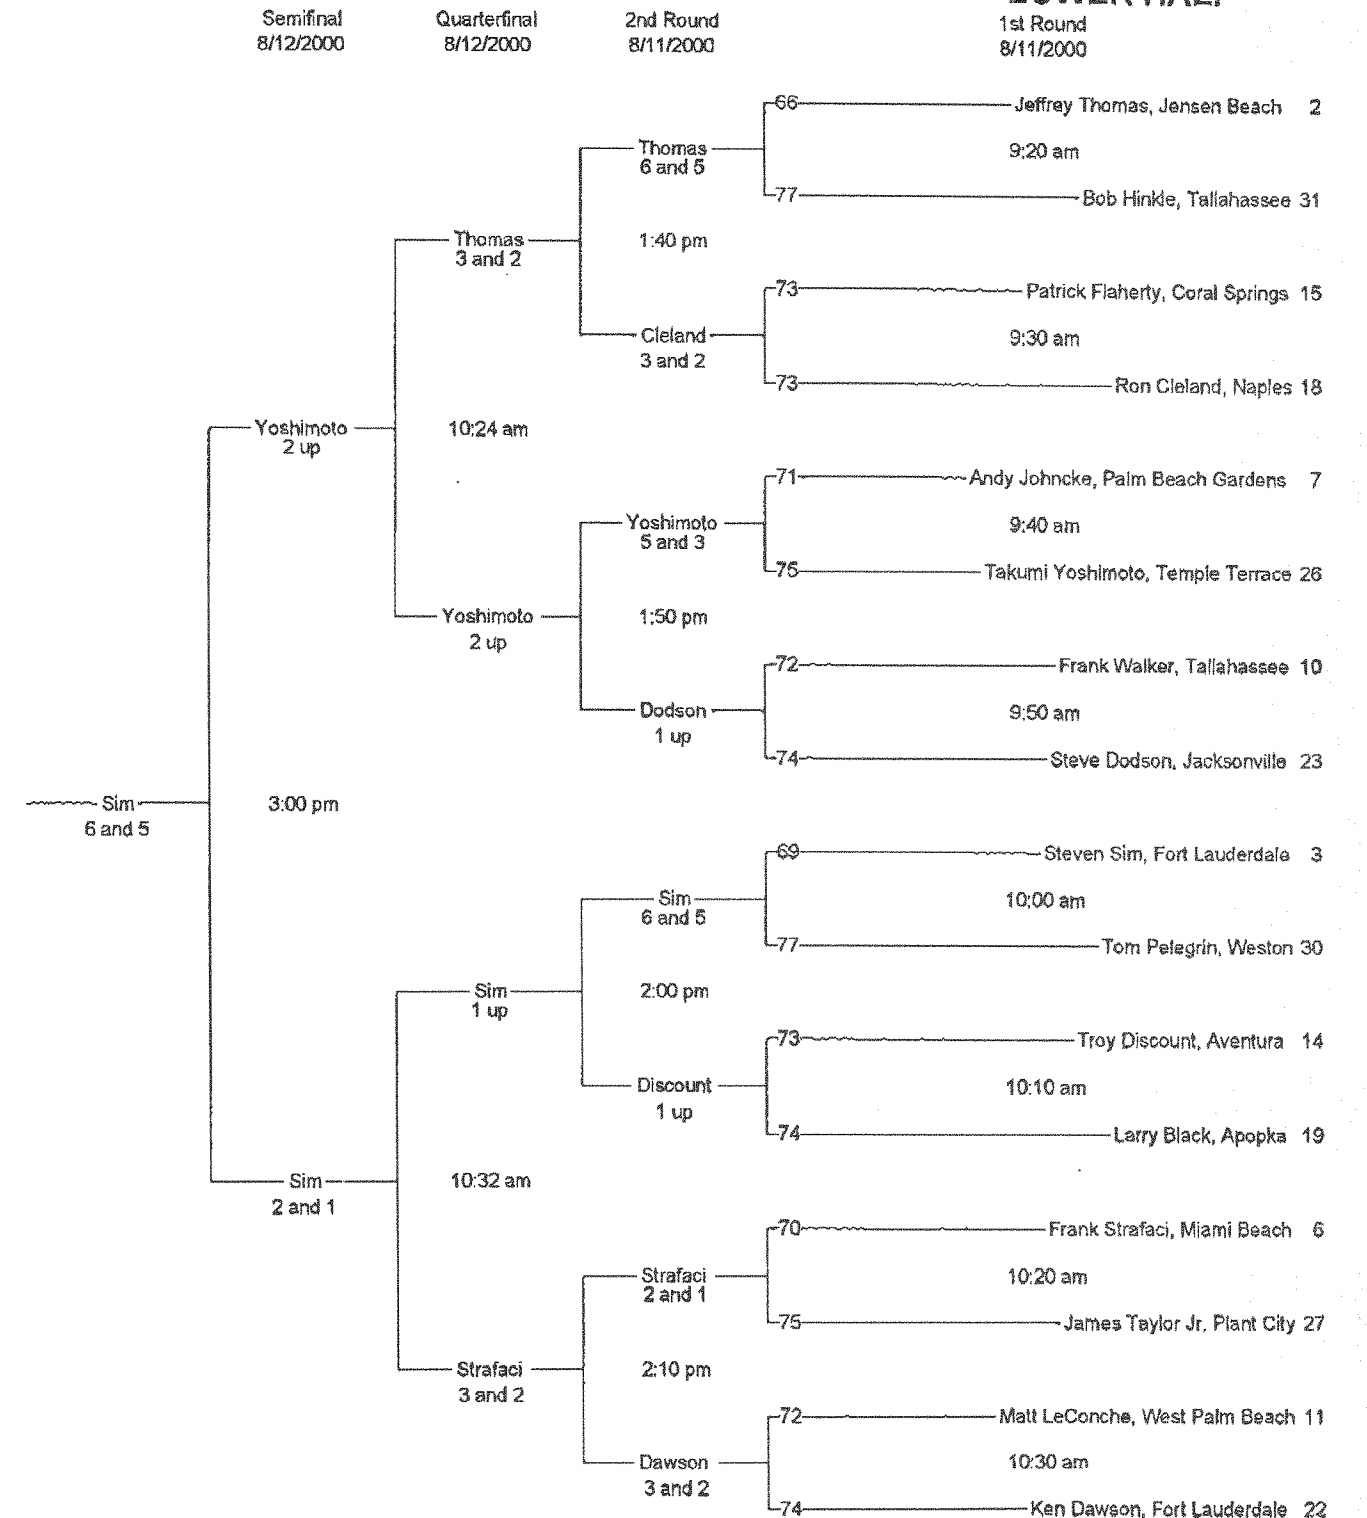 LOWER HALF
Semifinal Quarterfinal 2nd Round 1st Round
8/12/2000 8/12/2000 8/11/2000 8/11/2000
66 Jeffrey Thomas, Jensen Beach 2
Thomas 9:20 am
6 and 5
77 Bob Hinkle, Tallahassee 31
Thomas 1:40 pm
3 and 2
73 Patrick Flaherty, Coral Springs 15
Cleland 9:30 am
3 and 2
73 Ron Cleland, Naples 18
Yoshimoto 10:24 am
2 up
71 Andy Johncke, Palm Beach Gardens 7
Yoshimoto 9:40 am
5 and 3
75 Takumi Yoshimoto, Temple Terrace 26
Yoshimoto 1:50 pm
2 up
72 Frank Walker, Tallahassee 10
Dodson 9:50 am
1 up
74 Steve Dodson, Jacksonville 23
Sim 3:00 pm
6 and 5
69 Steven Sim, Fort Lauderdale 3
Sim 10:00 am
6 and 5
77 Tom Pelegrin, Weston 30
Sim 2:00 pm
1 up
73 Troy Discount, Aventura 14
Discount 10:10 am
1 up
74 Larry Black, Apopka 19
Sim 10:32 am
2 and 1
70 Frank Strafaci, Miami Beach 6
Strafaci 10:20 am
2 and 1
75 James Taylor Jr, Plant City 27
Strafaci 2:10 pm
3 and 2
72 Matt LeConche, West Palm Beach 11
Dawson 10:30 am
3 and 2
74 Ken Dawson, Fort Lauderdale 22